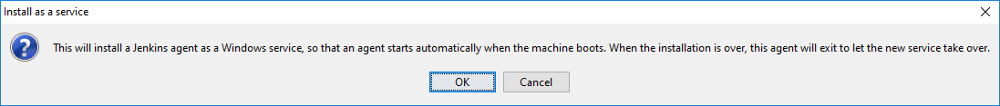 Install as a service
This will install a Jenkins agent as a Windows service, so that an agent starts automatically when the machine boots. When the installation is over, this agent will exit to let the new service take over.
OK
Cancel